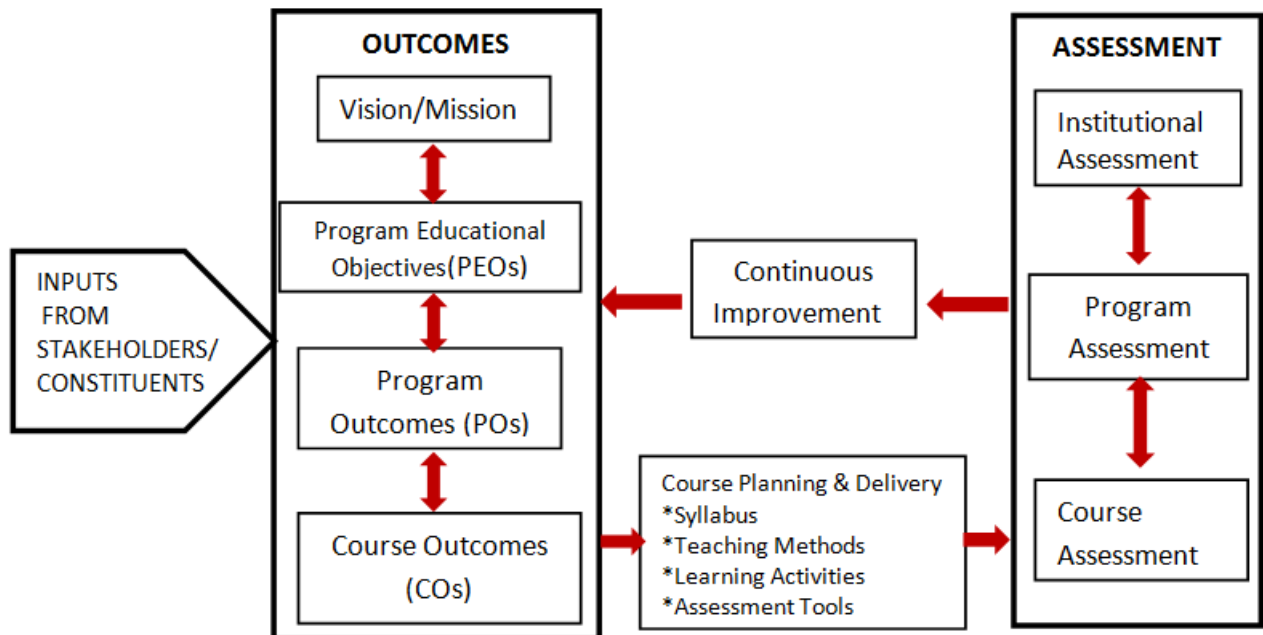 OUTCOMES
Vision/Mission
Program Educational
Objectives(PEOs)
Program
Outcomes (POs)
Course Outcomes
(COs)
INPUTS
FROM
STAKEHOLDERS/
CONSTITUENTS
Continuous
Improvement
Course Planning & Delivery
*Syllabus
*Teaching Methods
*Learning Activities
*Assessment Tools
ASSESSMENT
Institutional
Assessment
Program
Assessment
Course
Assessment